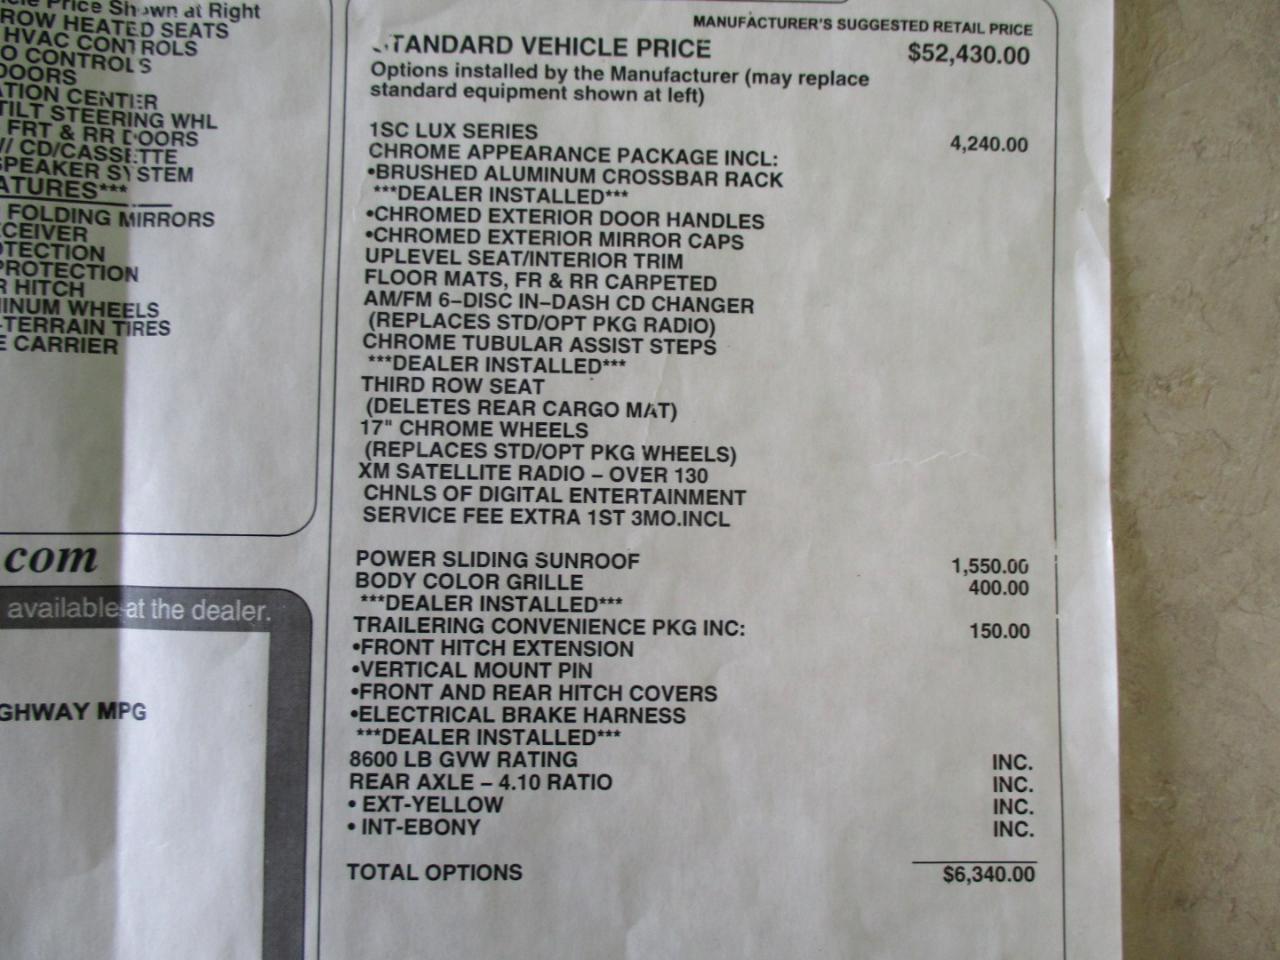 Price Shown at Right
ROW HEATED SEATS
HVAC CONTROLS
O CONTROLS
DOORS
ATION CENTER
TILT STEERING WHL
FRT & RR DOORS
W/ CD/CASSETTE
SPEAKER SYSTEM
ATURES***
FOLDING MIRRORS
CEIVER
OTECTION
PROTECTION
R HITCH
INUM WHEELS
-TERRAIN TIRES
E CARRIER
.com
available at the dealer.
GHWAY MPG
MANUFACTURER'S SUGGESTED RETAIL PRICE
STANDARD VEHICLE PRICE $52,430.00
Options installed by the Manufacturer (may replace
standard equipment shown at left)
1SC LUX SERIES 4,240.00
CHROME APPEARANCE PACKAGE INCL:
•BRUSHED ALUMINUM CROSSBAR RACK
***DEALER INSTALLED***
•CHROMED EXTERIOR DOOR HANDLES
•CHROMED EXTERIOR MIRROR CAPS
UPLEVEL SEAT/INTERIOR TRIM
FLOOR MATS, FR & RR CARPETED
AM/FM 6–DISC IN–DASH CD CHANGER
(REPLACES STD/OPT PKG RADIO)
CHROME TUBULAR ASSIST STEPS
***DEALER INSTALLED***
THIRD ROW SEAT
(DELETES REAR CARGO MAT)
17" CHROME WHEELS
(REPLACES STD/OPT PKG WHEELS)
XM SATELLITE RADIO – OVER 130
CHNLS OF DIGITAL ENTERTAINMENT
SERVICE FEE EXTRA 1ST 3MO.INCL
POWER SLIDING SUNROOF 1,550.00
BODY COLOR GRILLE 400.00
***DEALER INSTALLED***
TRAILERING CONVENIENCE PKG INC: 150.00
•FRONT HITCH EXTENSION
•VERTICAL MOUNT PIN
•FRONT AND REAR HITCH COVERS
•ELECTRICAL BRAKE HARNESS
***DEALER INSTALLED***
8600 LB GVW RATING INC.
REAR AXLE – 4.10 RATIO INC.
• EXT-YELLOW INC.
• INT-EBONY INC.
TOTAL OPTIONS $6,340.00